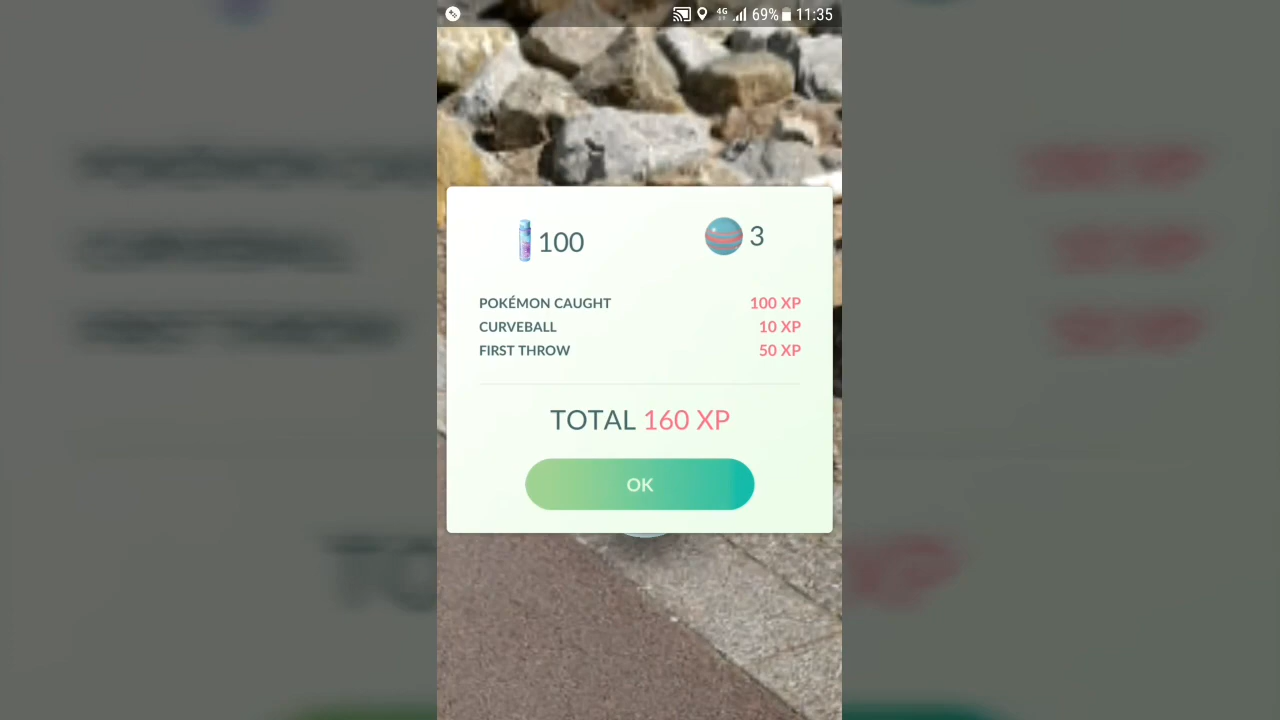 4G 69% 11:35
100 3
POKÉMON CAUGHT 100 XP
CURVEBALL 10 XP
FIRST THROW 50 XP
TOTAL 160 XP
OK